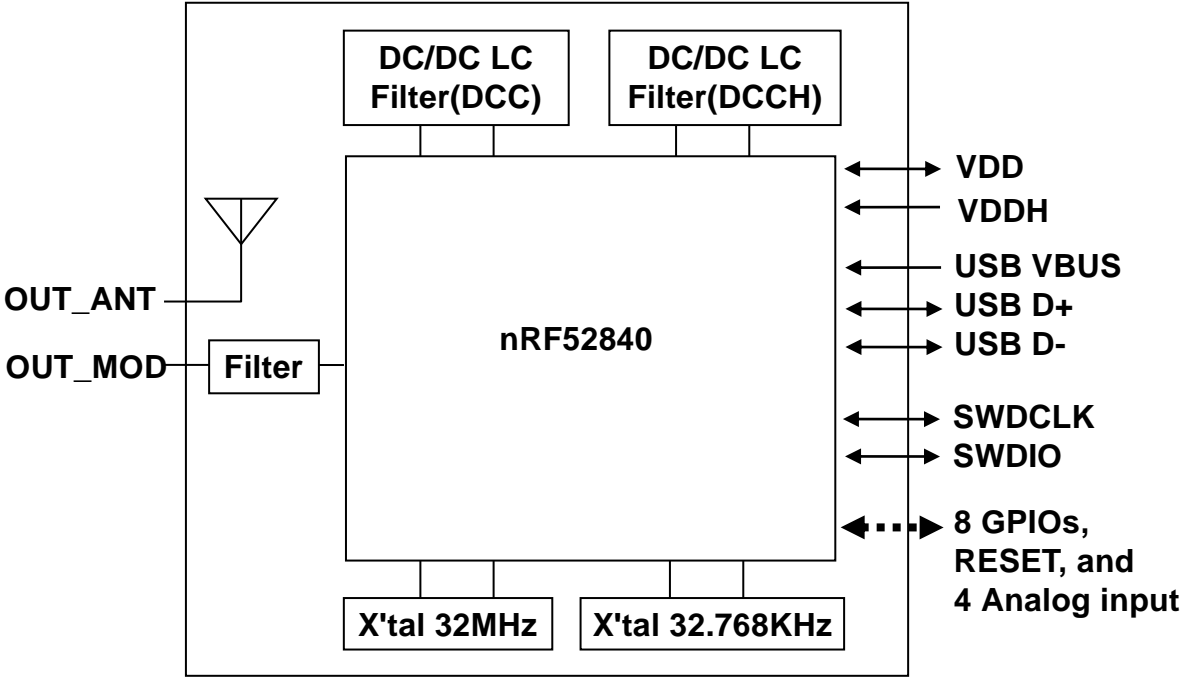 DC/DC LC
Filter(DCC)
DC/DC LC
Filter(DCCH)
VDD
VDDH
USB VBUS
USB D+
USB D-
SWDCLK
SWDIO
8 GPIOs,
RESET, and
4 Analog input
OUT_ANT
OUT_MOD
Filter
nRF52840
X'tal 32MHz
X'tal 32.768KHz